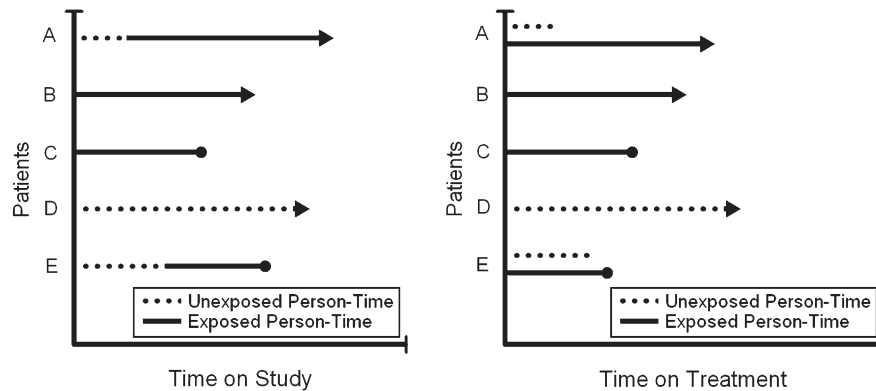 Patients
A
B
C
D
E
Unexposed Person-Time
Exposed Person-Time
Time on Study
Patients
A
B
C
D
E
Unexposed Person-Time
Exposed Person-Time
Time on Treatment